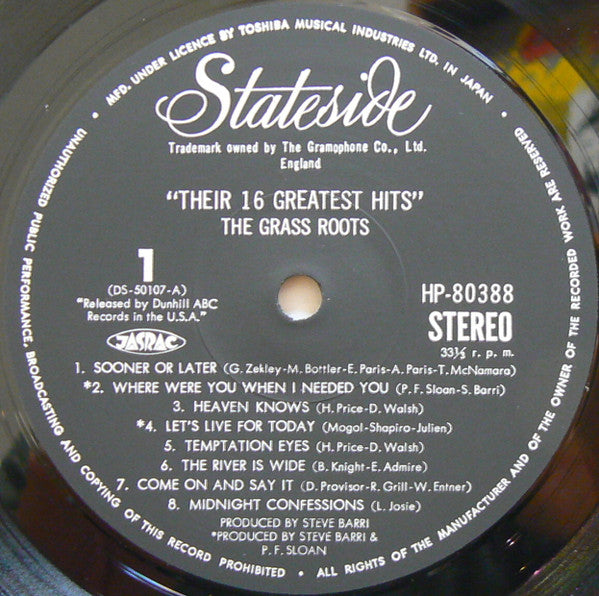 • MFD. UNDER LICENCE BY TOSHIBA MUSICAL INDUSTRIES LTD. IN JAPAN •
Stateside
Trademark owned by The Gramophone Co., Ltd.
England
"THEIR 16 GREATEST HITS"
THE GRASS ROOTS
1
(DS-50107-A)
"Released by Dunhill ABC
Records in the U.S.A."
JASRAC
HP-80388
STEREO
33⅓ r. p. m.
1. SOONER OR LATER (G. Zekley-M. Bottler-E. Paris-A. Paris-T. McNamara)
*2. WHERE WERE YOU WHEN I NEEDED YOU (P. F. Sloan-S. Barri)
3. HEAVEN KNOWS (H. Price-D. Walsh)
*4. LET'S LIVE FOR TODAY (Mogol-Shapiro-Julien)
5. TEMPTATION EYES (H. Price-D. Walsh)
6. THE RIVER IS WIDE (B. Knight-E. Admire)
7. COME ON AND SAY IT (D. Provisor-R. Grill-W. Entner)
8. MIDNIGHT CONFESSIONS (L. Josie)
PRODUCED BY STEVE BARRI
*PRODUCED BY STEVE BARRI &
P. F. SLOAN
UNAUTHORIZED PUBLIC PERFORMANCE, BROADCASTING AND COPYING OF THIS RECORD PROHIBITED • ALL RIGHTS OF THE MANUFACTURER AND OF THE OWNER OF THE RECORDED WORK ARE RESERVED